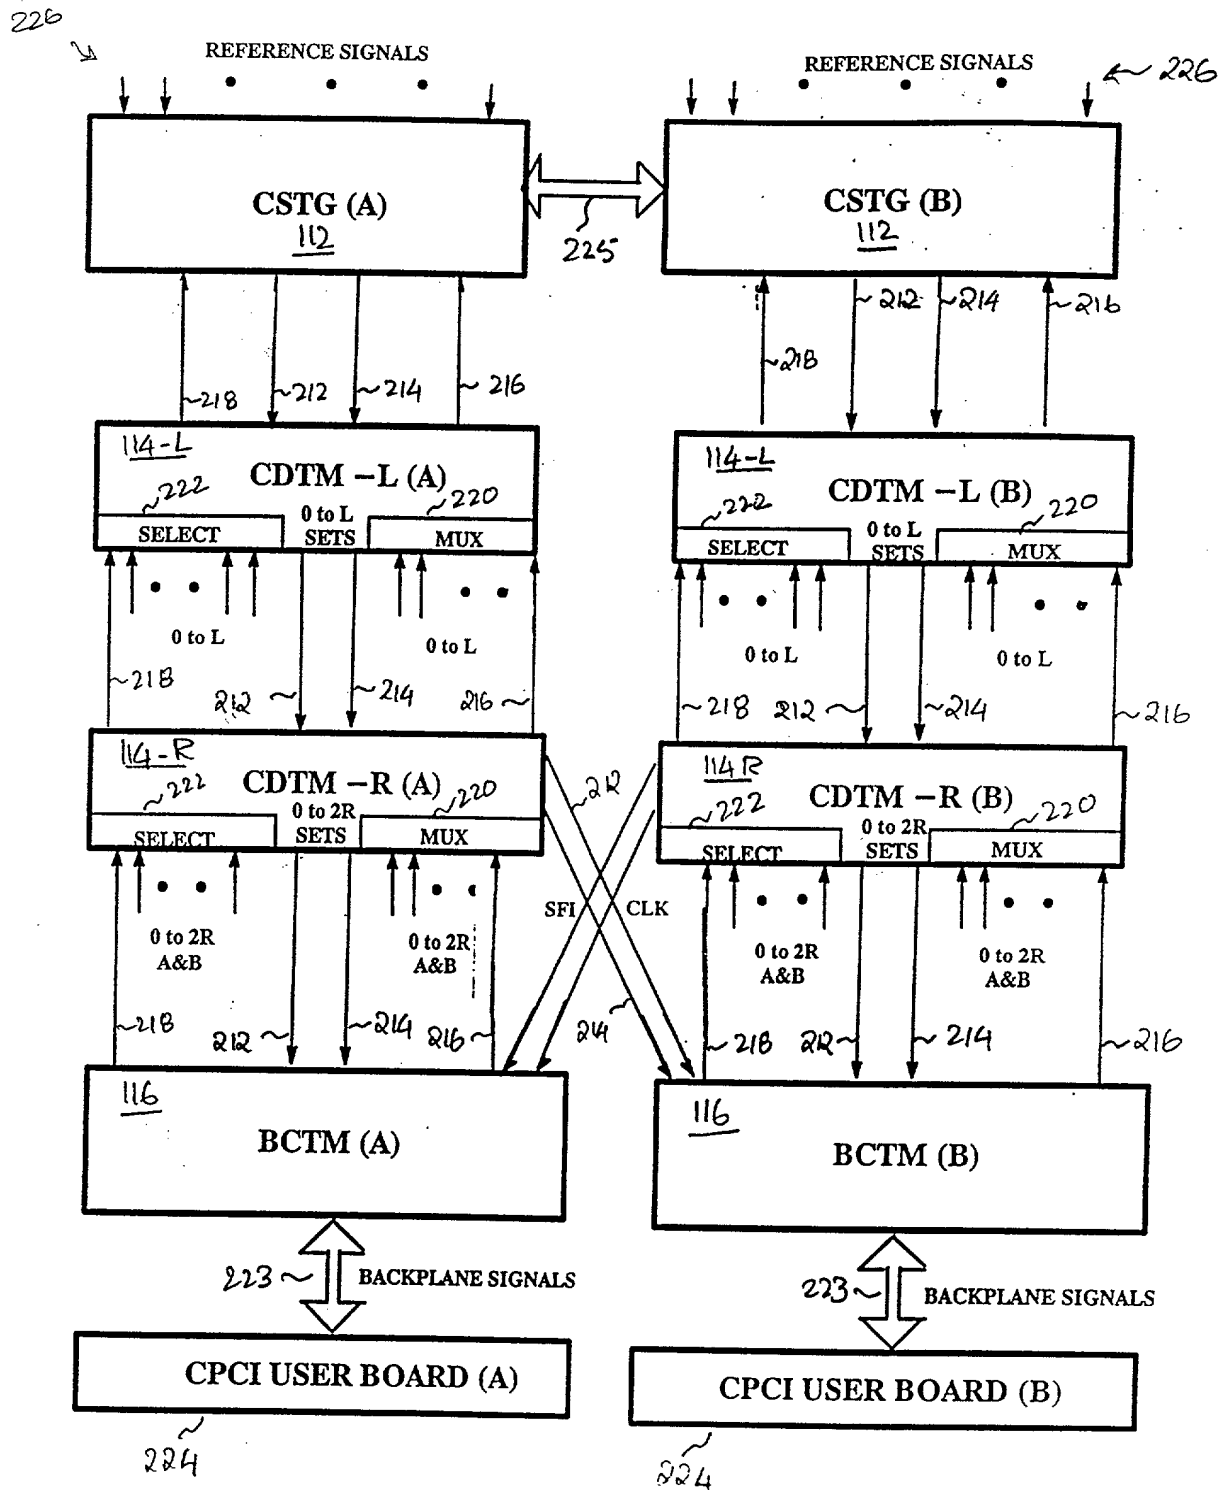 226
REFERENCE SIGNALS
REFERENCE SIGNALS
226
CSTG (A)
112
225
CSTG (B)
112
218
212
214
216
218
212
214
216
114-L
CDTM –L (A)
222
0 to L
220
SELECT
SETS
MUX
114-L
CDTM –L (B)
222
0 to L
220
SELECT
SETS
MUX
0 to L
0 to L
0 to L
0 to L
218
212
214
216
218
212
214
216
114-R
CDTM –R (A)
222
0 to 2R
220
SELECT
SETS
MUX
212
114R
CDTM –R (B)
222
0 to 2R
220
SELECT
SETS
MUX
SFI
CLK
0 to 2R
A&B
0 to 2R
A&B
0 to 2R
A&B
0 to 2R
A&B
218
212
214
216
214
218
212
214
216
116
BCTM (A)
116
BCTM (B)
223
BACKPLANE SIGNALS
223
BACKPLANE SIGNALS
CPCI USER BOARD (A)
CPCI USER BOARD (B)
224
224